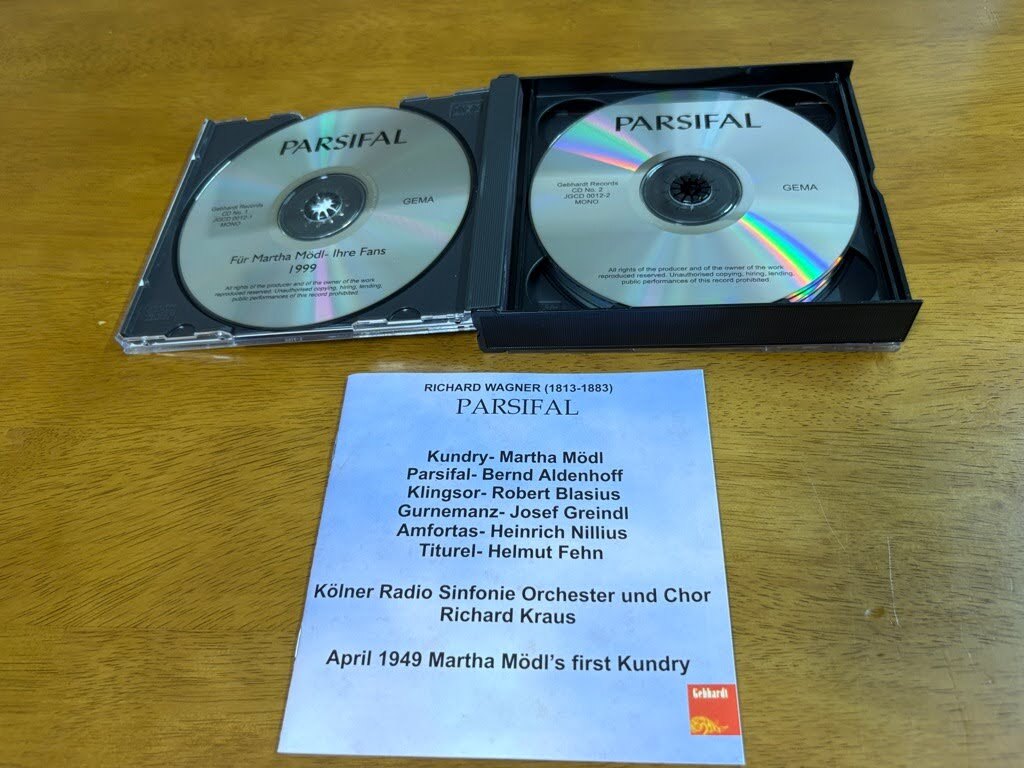 PARSIFAL
Gebhardt Records
CD No. 1
JGCD 0012-1
MONO
GEMA
Für Martha Mödl- Ihre Fans
1999
All rights of the producer and of the owner of the work
reproduced reserved. Unauthorised copying, hiring, lending,
public performances of this record prohibited.
PARSIFAL
Gebhardt Records
CD No. 2
JGCD 0012-2
MONO
GEMA
All rights of the producer and of the owner of the work
reproduced reserved. Unauthorised copying, hiring, lending,
public performances of this record prohibited.
RICHARD WAGNER (1813-1883)
PARSIFAL
Kundry- Martha Mödl
Parsifal- Bernd Aldenhoff
Klingsor- Robert Blasius
Gurnemanz- Josef Greindl
Amfortas- Heinrich Nillius
Titurel- Helmut Fehn
Kölner Radio Sinfonie Orchester und Chor
Richard Kraus
April 1949 Martha Mödl's first Kundry
Gebhardt